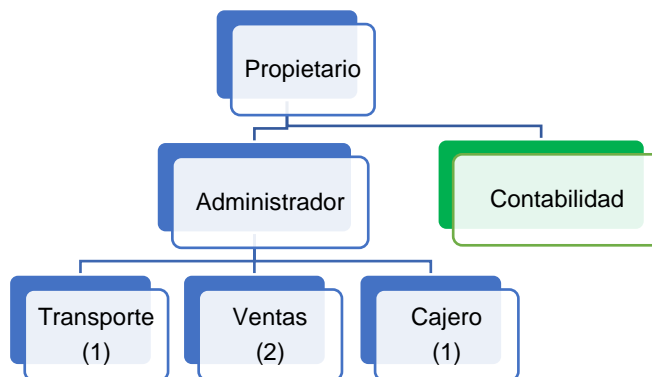 Propietario
Administrador
Contabilidad
Transporte
(1)
Ventas
(2)
Cajero
(1)